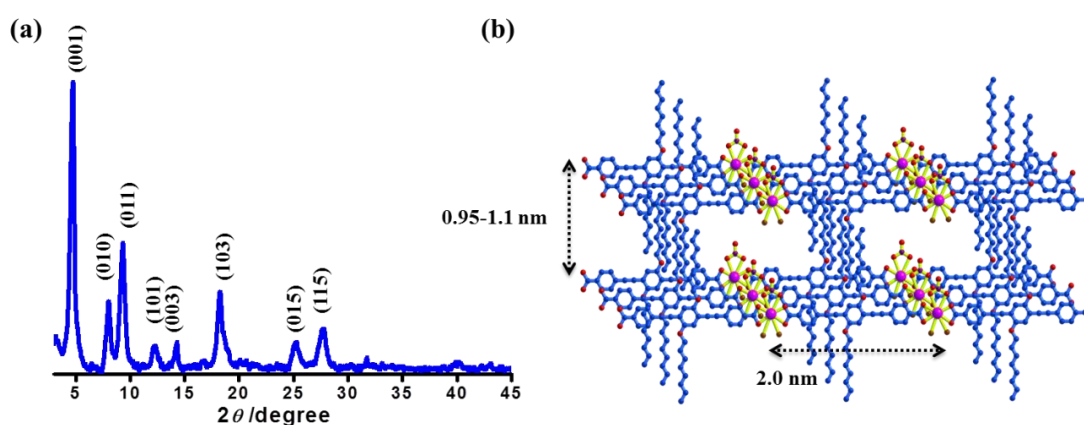 (a)
(001)
(010)
(011)
(101)
(003)
(103)
(015)
(115)
5 10 15 20 25 30 35 40 45
2θ /degree
(b)
0.95-1.1 nm
2.0 nm